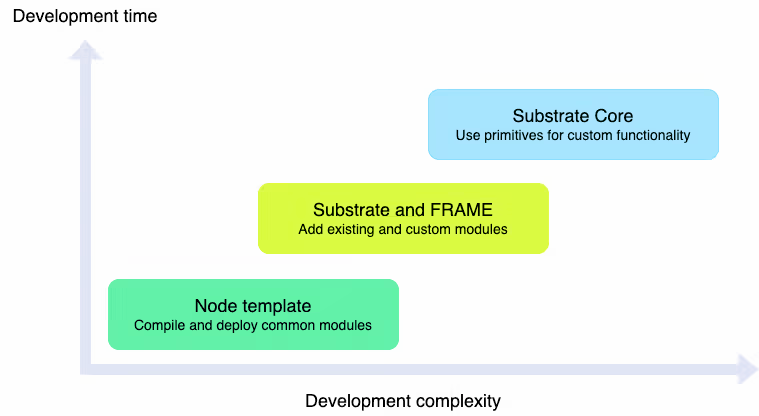 Development time
Substrate Core
Use primitives for custom functionality
Substrate and FRAME
Add existing and custom modules
Node template
Compile and deploy common modules
Development complexity